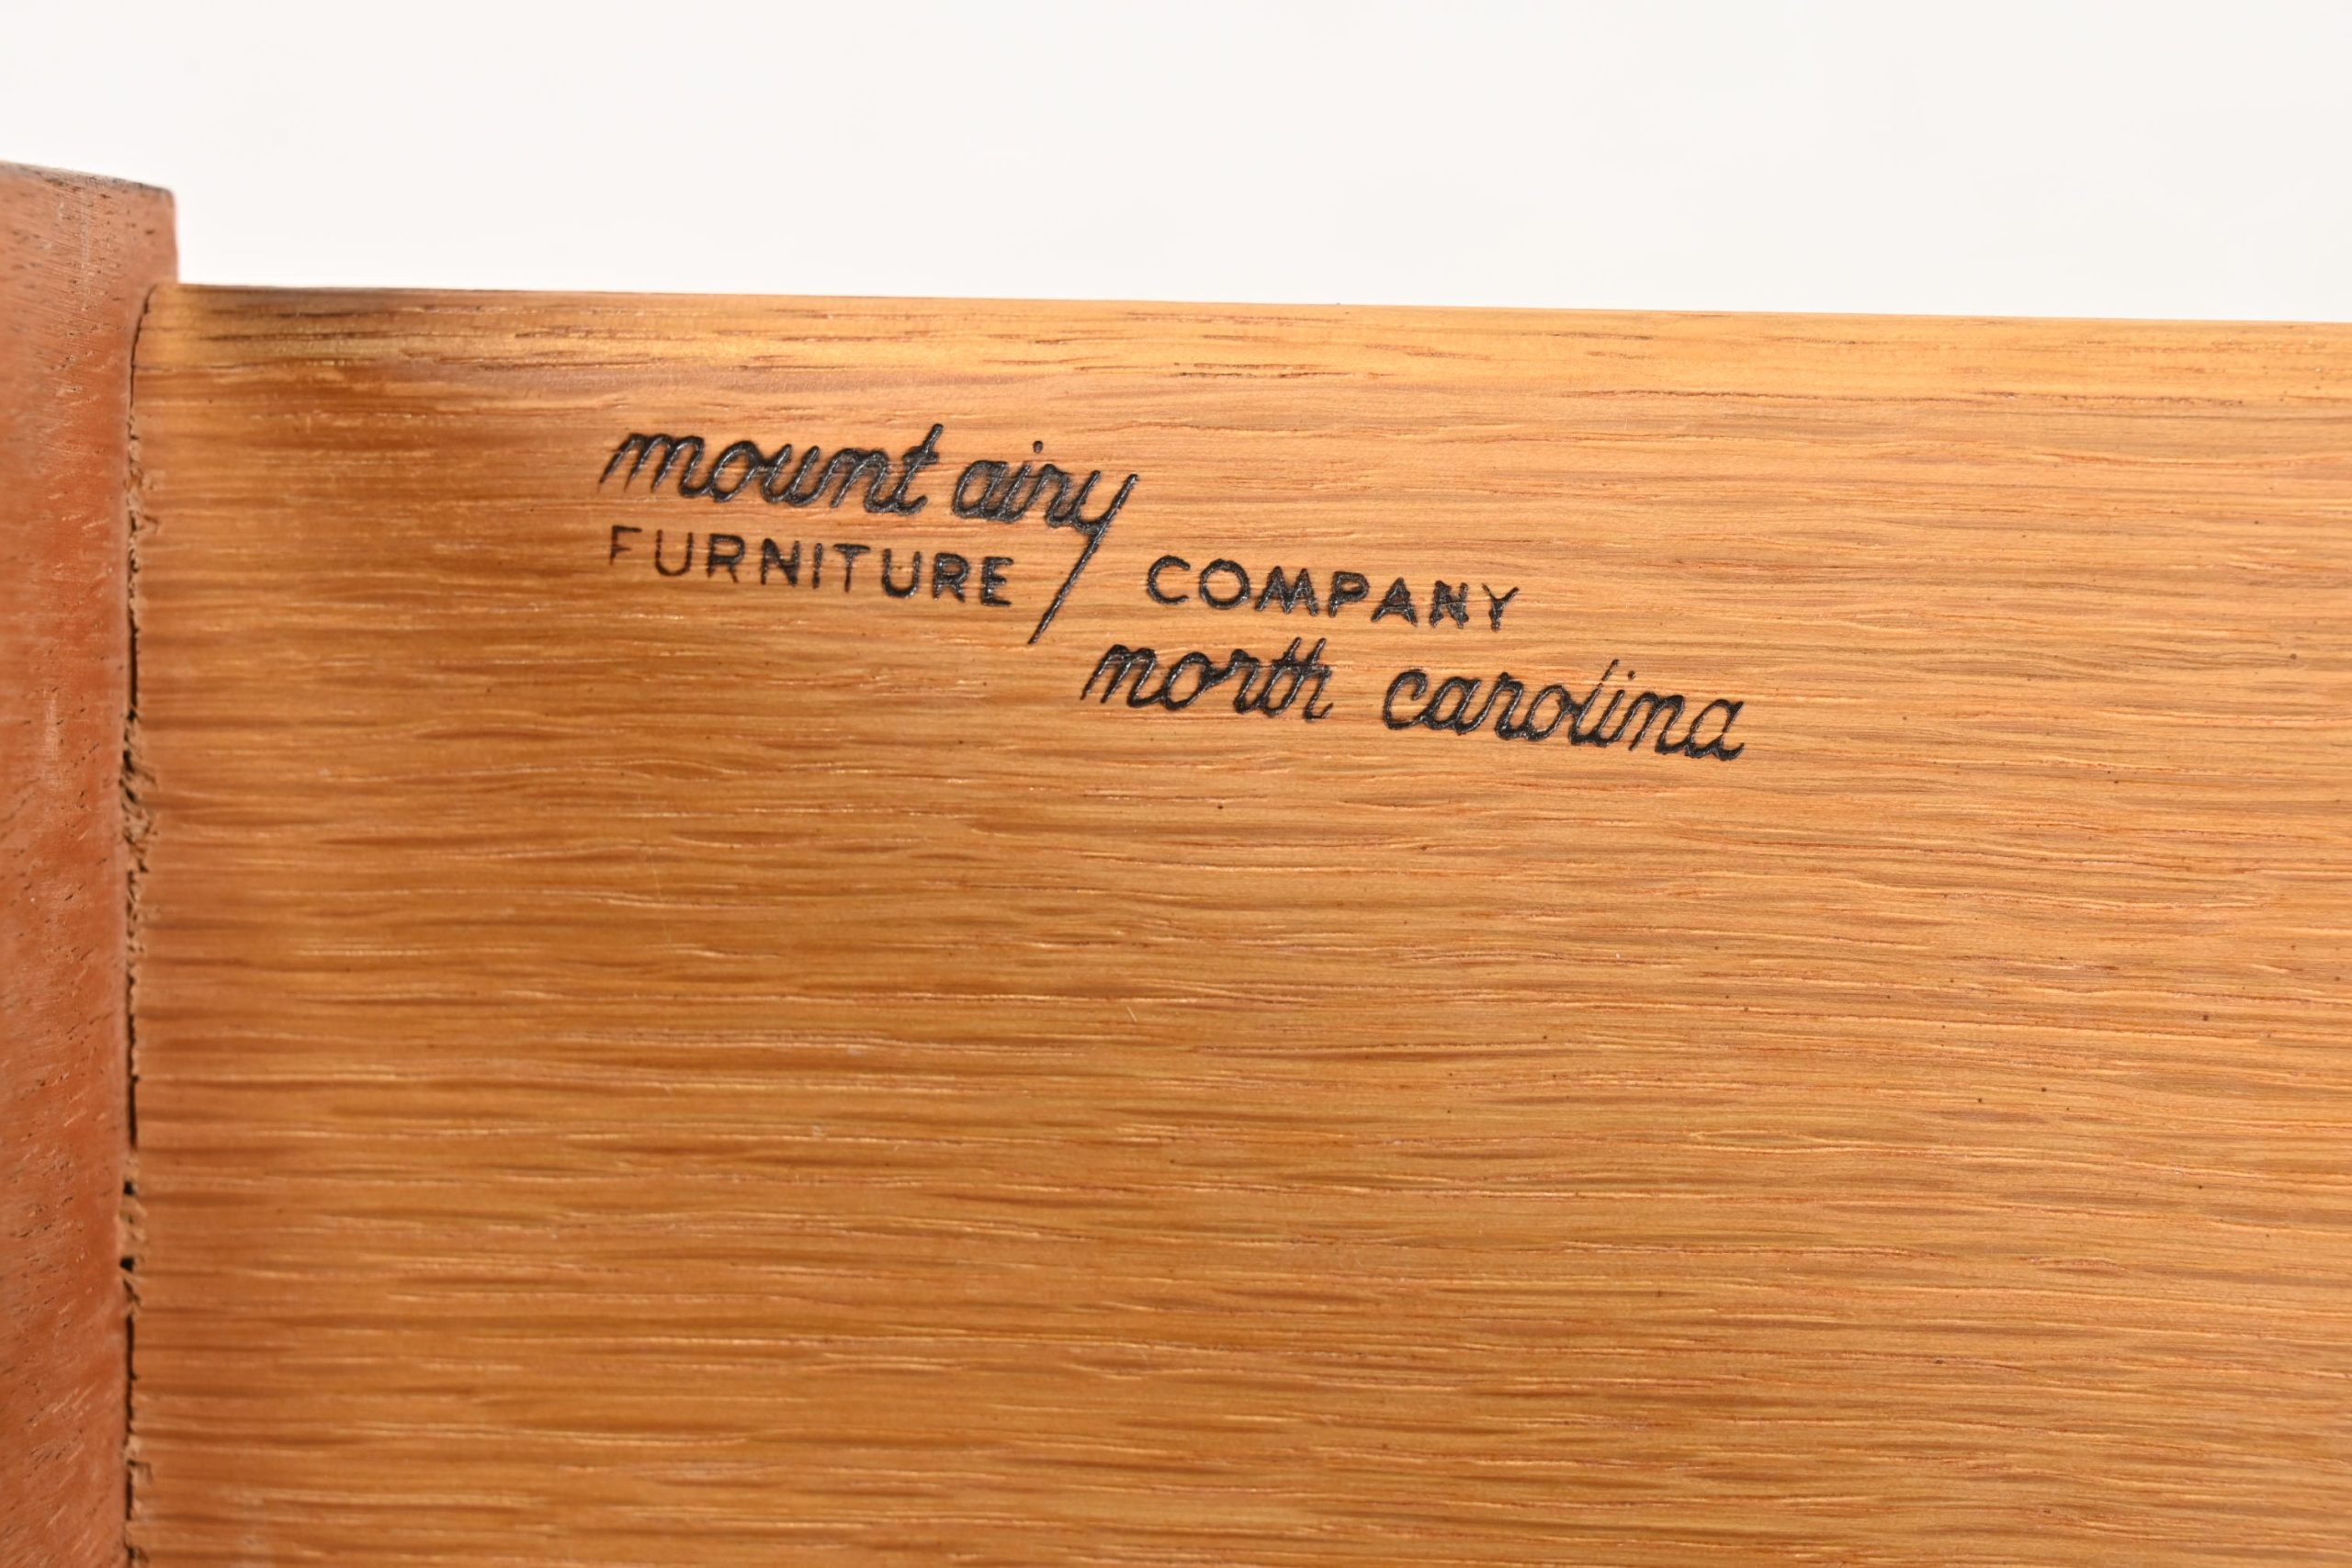 mount airy
FURNITURE COMPANY
north carolina